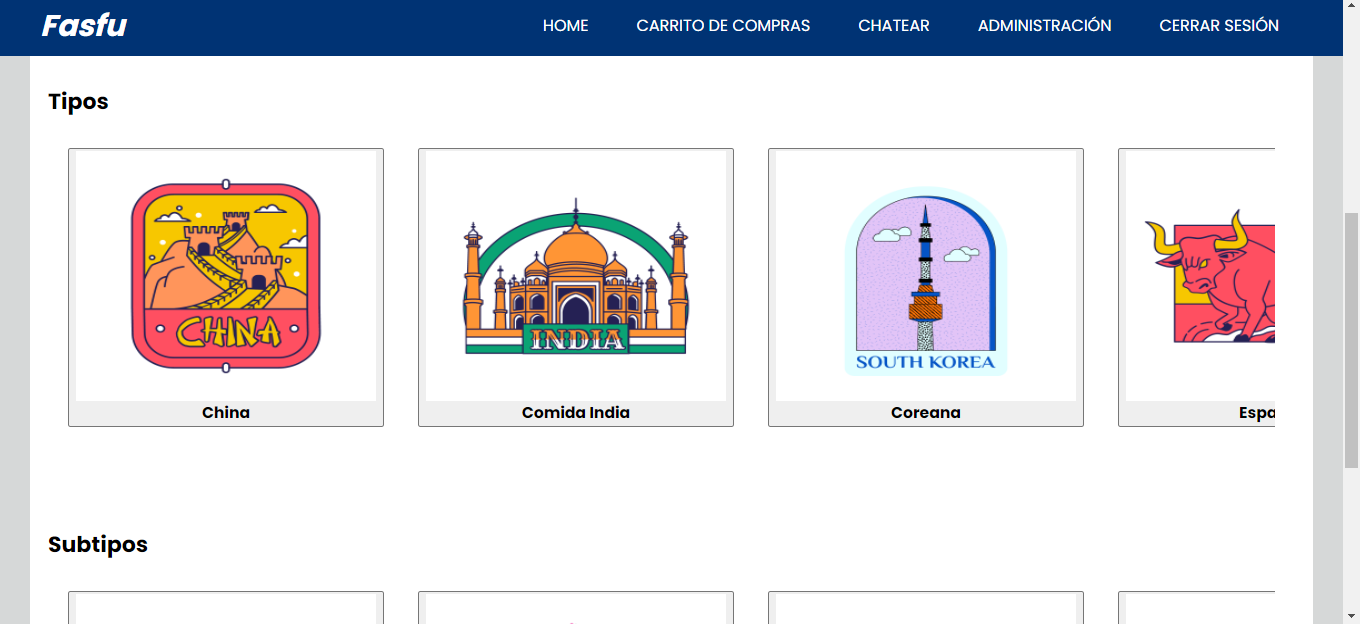 Fasfu
HOME
CARRITO DE COMPRAS
CHATEAR
ADMINISTRACIÓN
CERRAR SESIÓN
Tipos
CHINA
INDIA
SOUTH KOREA
China
Comida India
Coreana
Espa
Subtipos